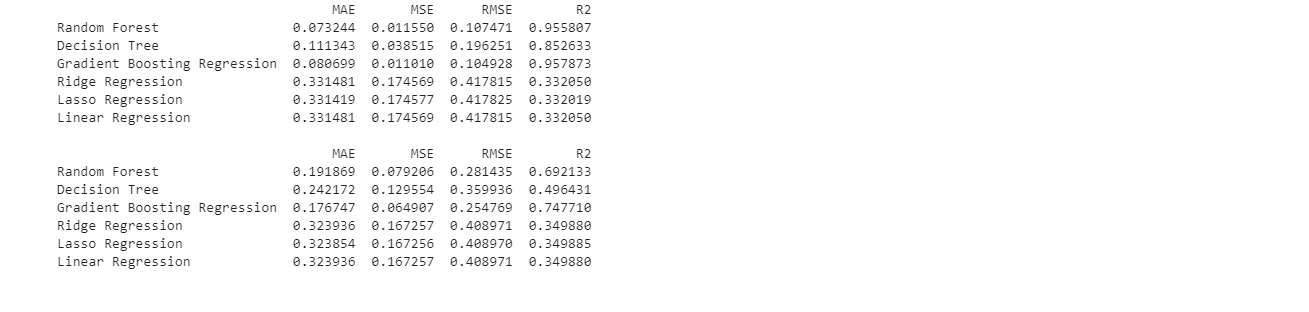 MAE MSE RMSE R2
Random Forest 0.073244 0.011550 0.107471 0.955807
Decision Tree 0.111343 0.038515 0.196251 0.852633
Gradient Boosting Regression 0.080699 0.011010 0.104928 0.957873
Ridge Regression 0.331481 0.174569 0.417815 0.332050
Lasso Regression 0.331419 0.174577 0.417825 0.332019
Linear Regression 0.331481 0.174569 0.417815 0.332050
MAE MSE RMSE R2
Random Forest 0.191869 0.079206 0.281435 0.692133
Decision Tree 0.242172 0.129554 0.359936 0.496431
Gradient Boosting Regression 0.176747 0.064907 0.254769 0.747710
Ridge Regression 0.323936 0.167257 0.408971 0.349880
Lasso Regression 0.323854 0.167256 0.408970 0.349885
Linear Regression 0.323936 0.167257 0.408971 0.349880